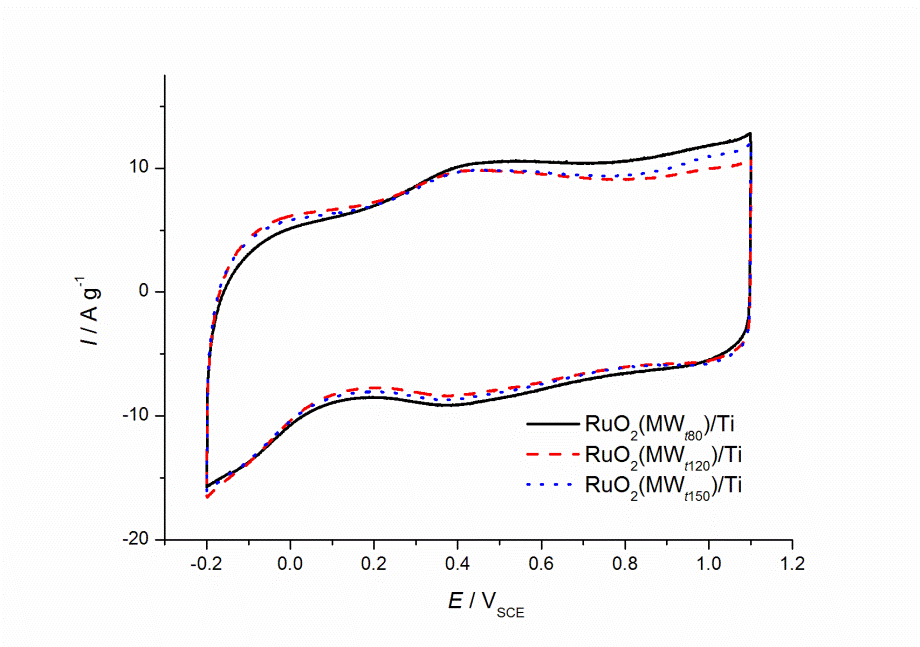 10
0
-10
-20
I / A g-1
RuO2(MWt80)/Ti
RuO2(MWt120)/Ti
RuO2(MWt150)/Ti
-0.2 0.0 0.2 0.4 0.6 0.8 1.0 1.2
E / VSCE